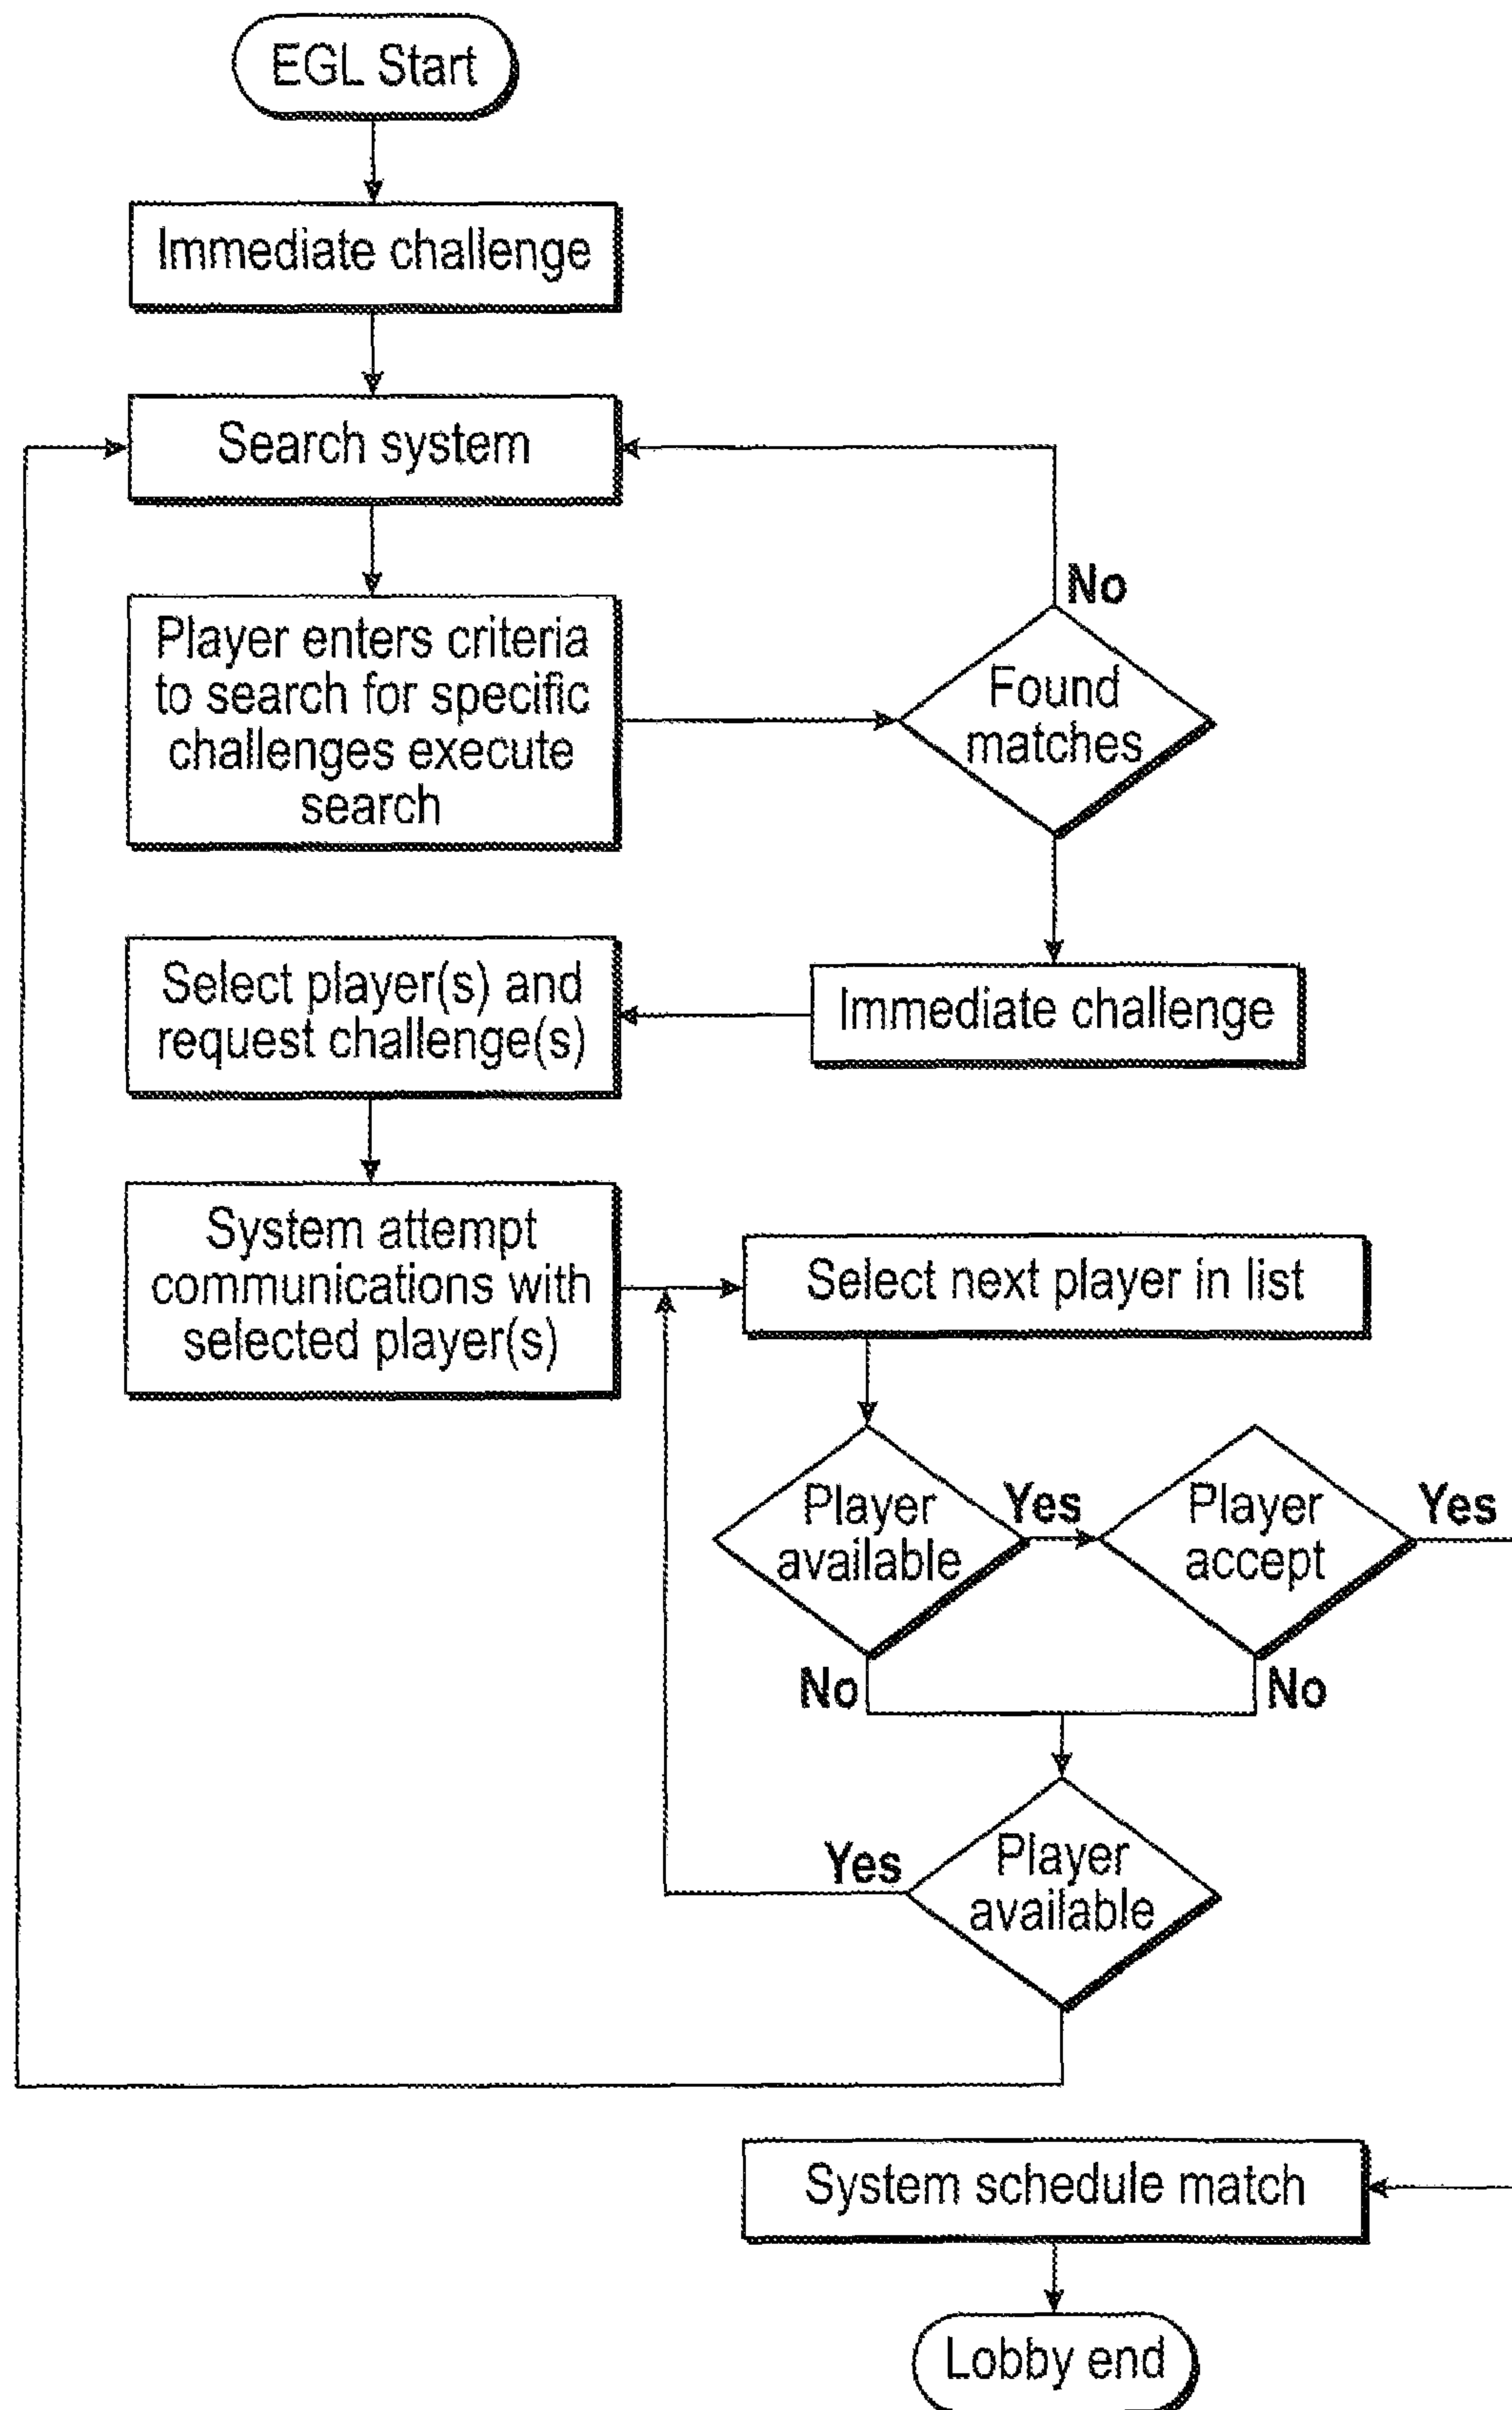 EGL Start
Immediate challenge
Search system
No
Player enters criteria
to search for specific
challenges execute
search
Found
matches
Immediate challenge
Select player(s) and
request challenge(s)
System attempt
communications with
selected player(s)
Select next player in list
Player
available
Yes
Player
accept
Yes
No
No
Yes
Player
available
System schedule match
Lobby end